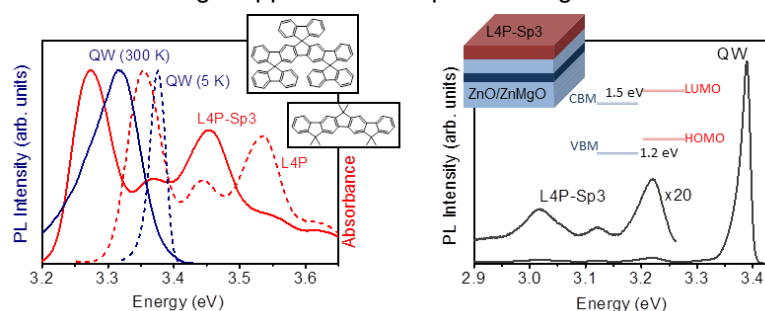 PL Intensity (arb. units)
QW (300 K)
QW (5 K)
L4P-Sp3
L4P
Absorbance
3.2 3.3 3.4 3.5 3.6
Energy (eV)
PL Intensity (arb. units)
L4P-Sp3
ZnO/ZnMgO
QW
CBM 1.5 eV LUMO
VBM 1.2 eV HOMO
L4P-Sp3
x20
2.9 3.0 3.1 3.2 3.3 3.4
Energy (eV)